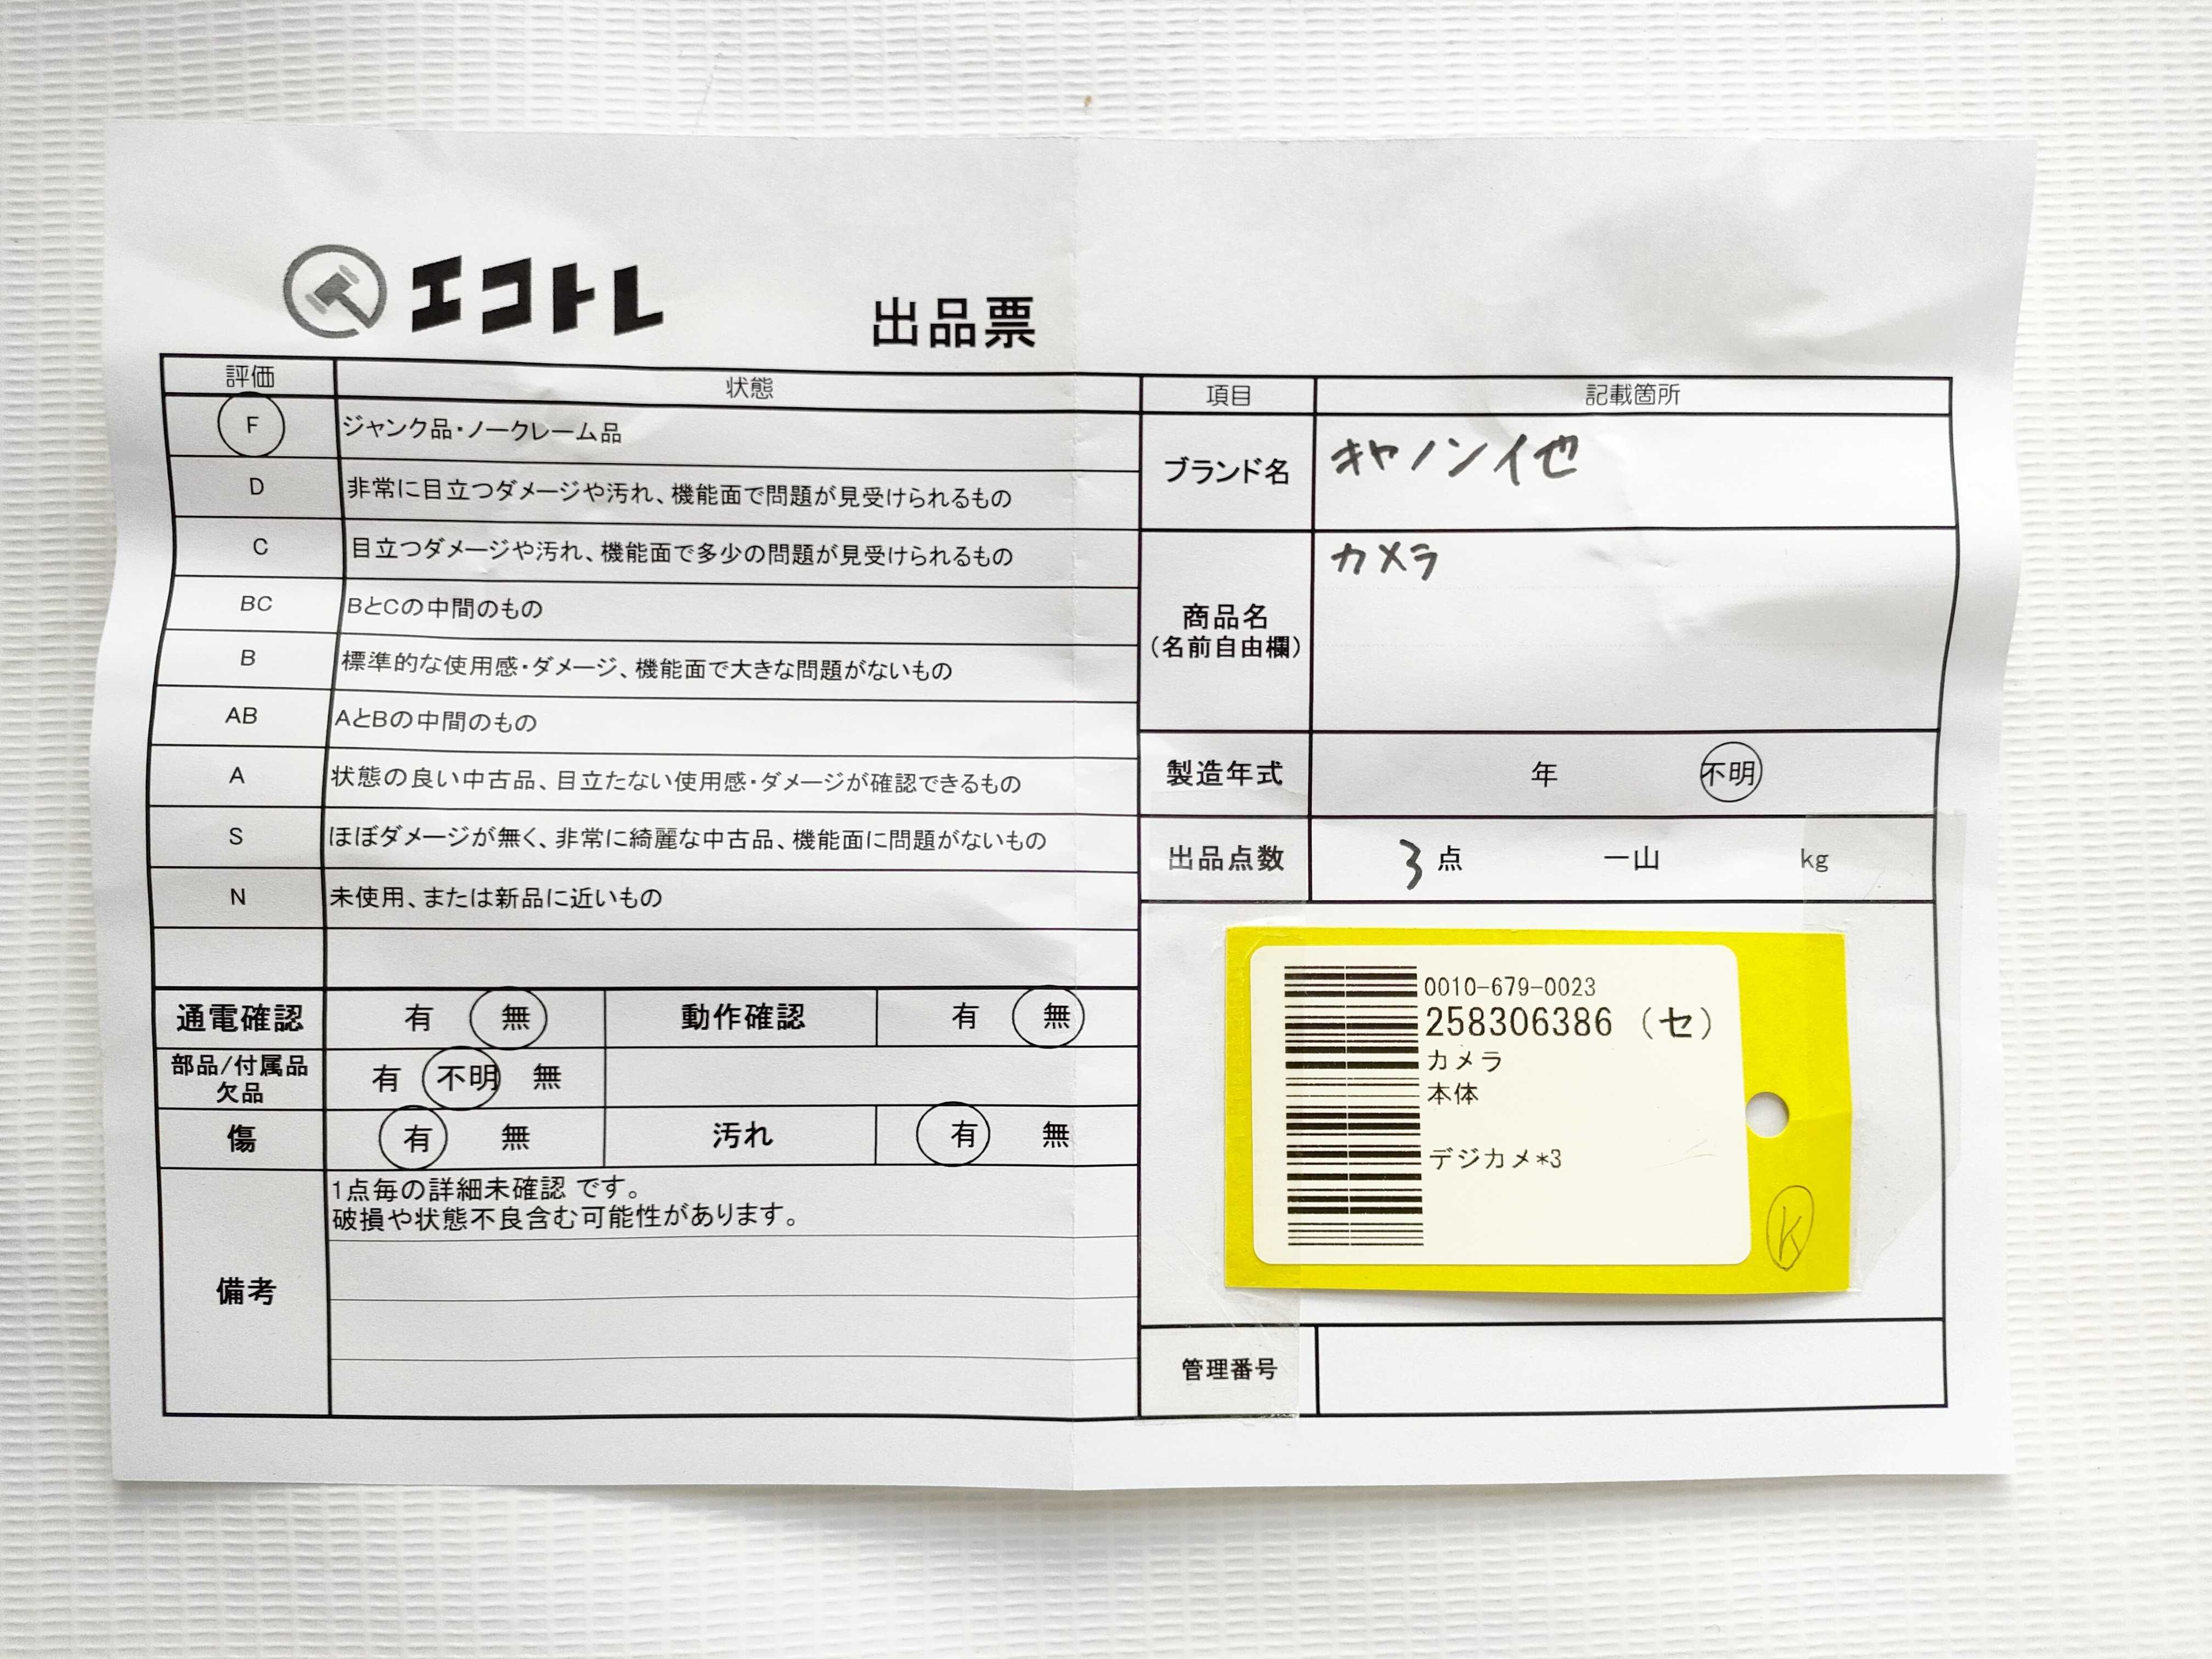 エコトレ
出品票
評価 状態
F ジャンク品・ノークレーム品
D 非常に目立つダメージや汚れ、機能面で問題が見受けられるもの
C 目立つダメージや汚れ、機能面で多少の問題が見受けられるもの
BC BとCの中間のもの
B 標準的な使用感・ダメージ、機能面で大きな問題がないもの
AB AとBの中間のもの
A 状態の良い中古品、目立たない使用感・ダメージが確認できるもの
S ほぼダメージが無く、非常に綺麗な中古品、機能面に問題がないもの
N 未使用、または新品に近いもの
通電確認 有 無 動作確認 有 無
部品/付属品
欠品 有 不明 無
傷 有 無 汚れ 有 無
備考
1点毎の詳細未確認 です。
破損や状態不良含む可能性があります。
項目 記載箇所
ブランド名 キヤノン他
商品名
(名前自由欄)
カメラ
製造年式 年 不明
出品点数 3点 一山 kg
0010-679-0023
258306386 (セ)
カメラ
本体
デジカメ*3
K
管理番号